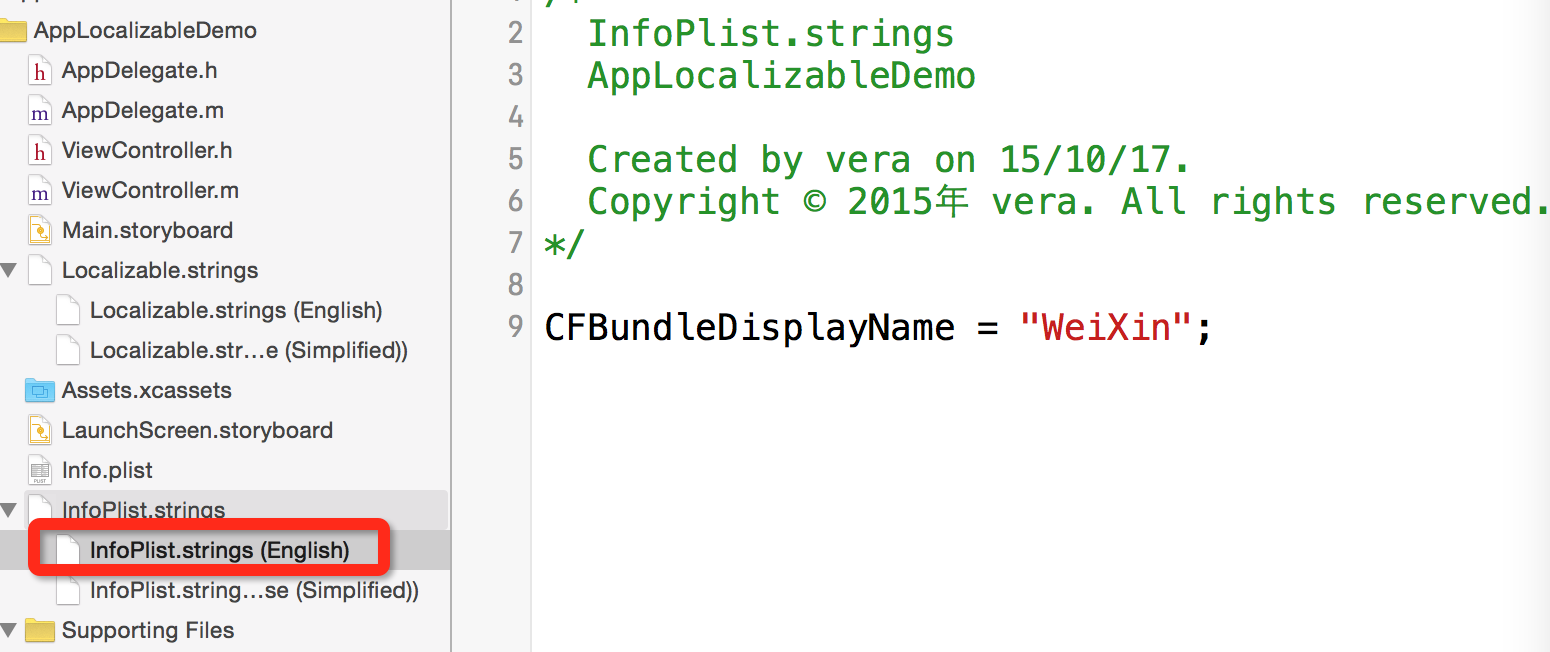 AppLocalizableDemo
h AppDelegate.h
m AppDelegate.m
h ViewController.h
m ViewController.m
Main.storyboard
Localizable.strings
Localizable.strings (English)
Localizable.str...e (Simplified))
Assets.xcassets
LaunchScreen.storyboard
PLIST Info.plist
InfoPlist.strings
InfoPlist.strings (English)
InfoPlist.string...se (Simplified))
Supporting Files
2 InfoPlist.strings
3 AppLocalizableDemo
4
5 Created by vera on 15/10/17.
6 Copyright © 2015年 vera. All rights reserved.
7 */
8
9 CFBundleDisplayName = "WeiXin";